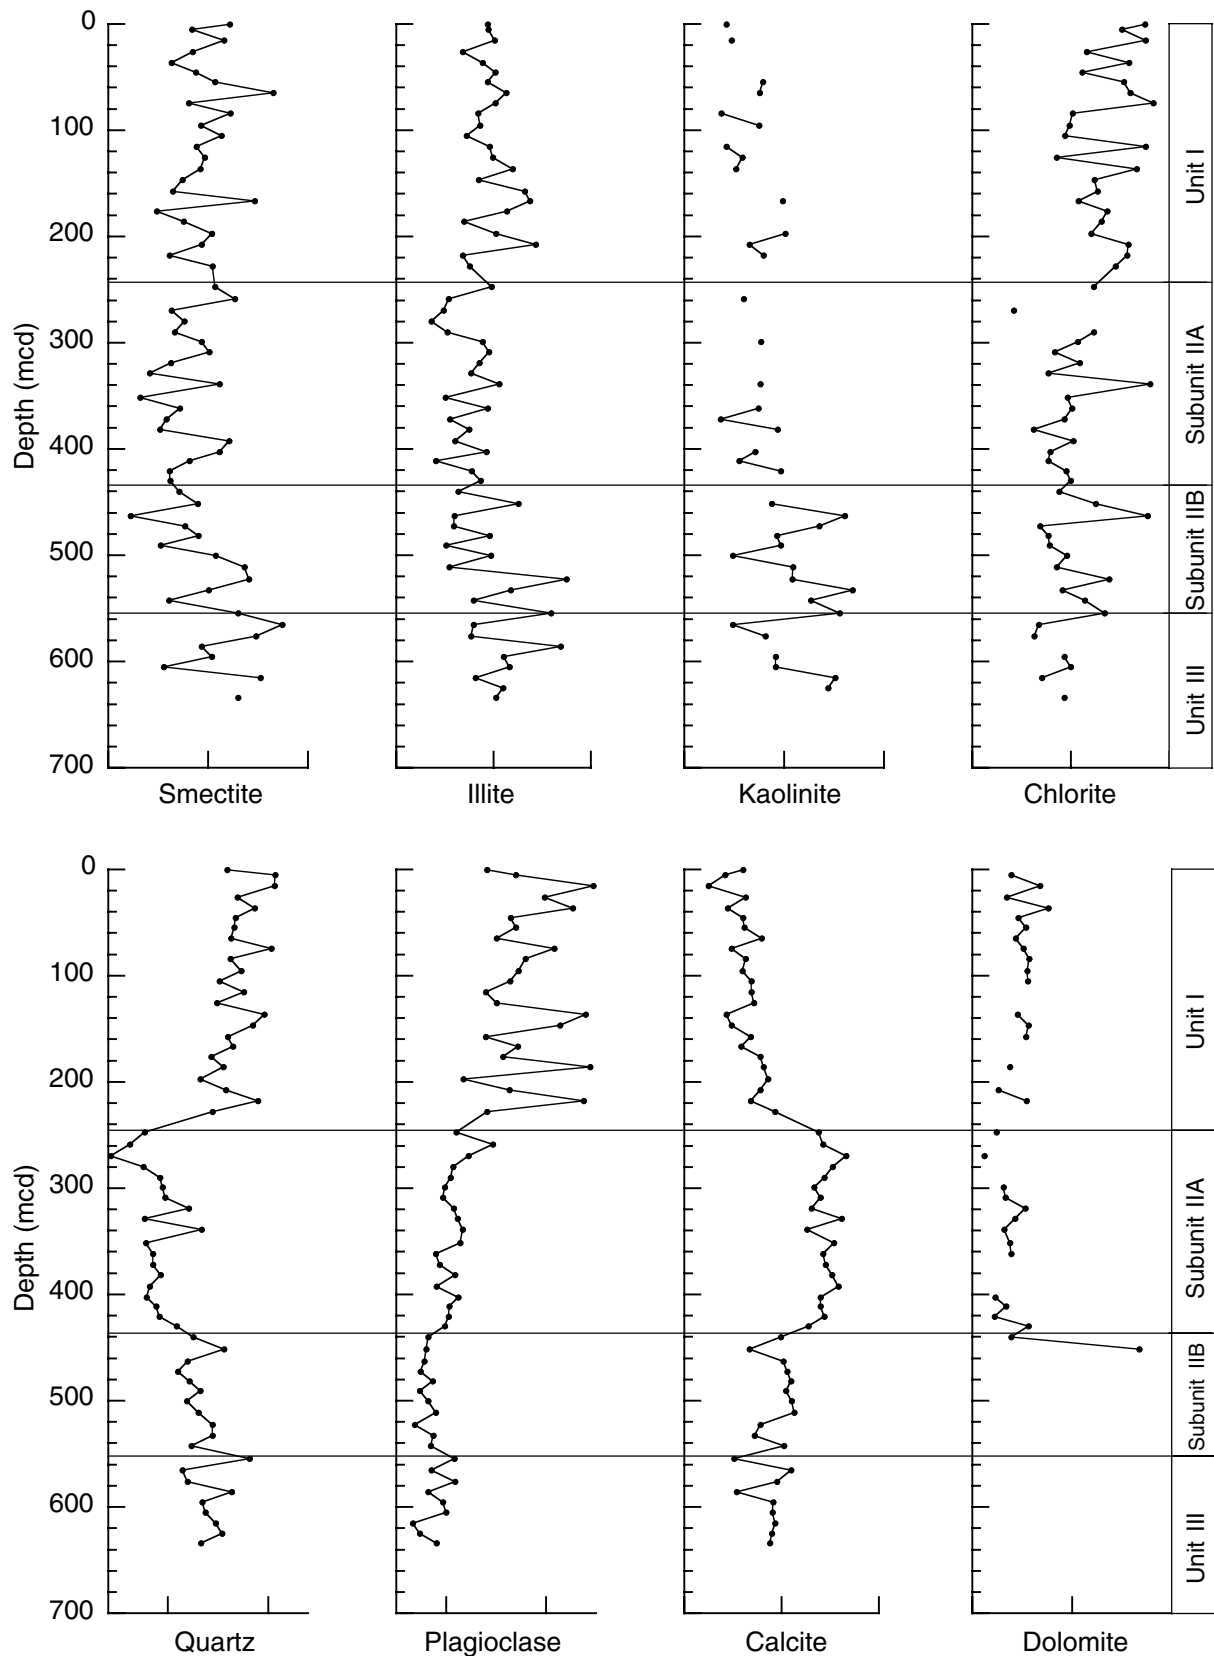 0
100
200
300
400
500
600
700
Depth (mcd)
Unit I
Subunit IIA
Subunit IIB
Unit III
Smectite
Illite
Kaolinite
Chlorite
0
100
200
300
400
500
600
700
Depth (mcd)
Unit I
Subunit IIA
Subunit IIB
Unit III
Quartz
Plagioclase
Calcite
Dolomite